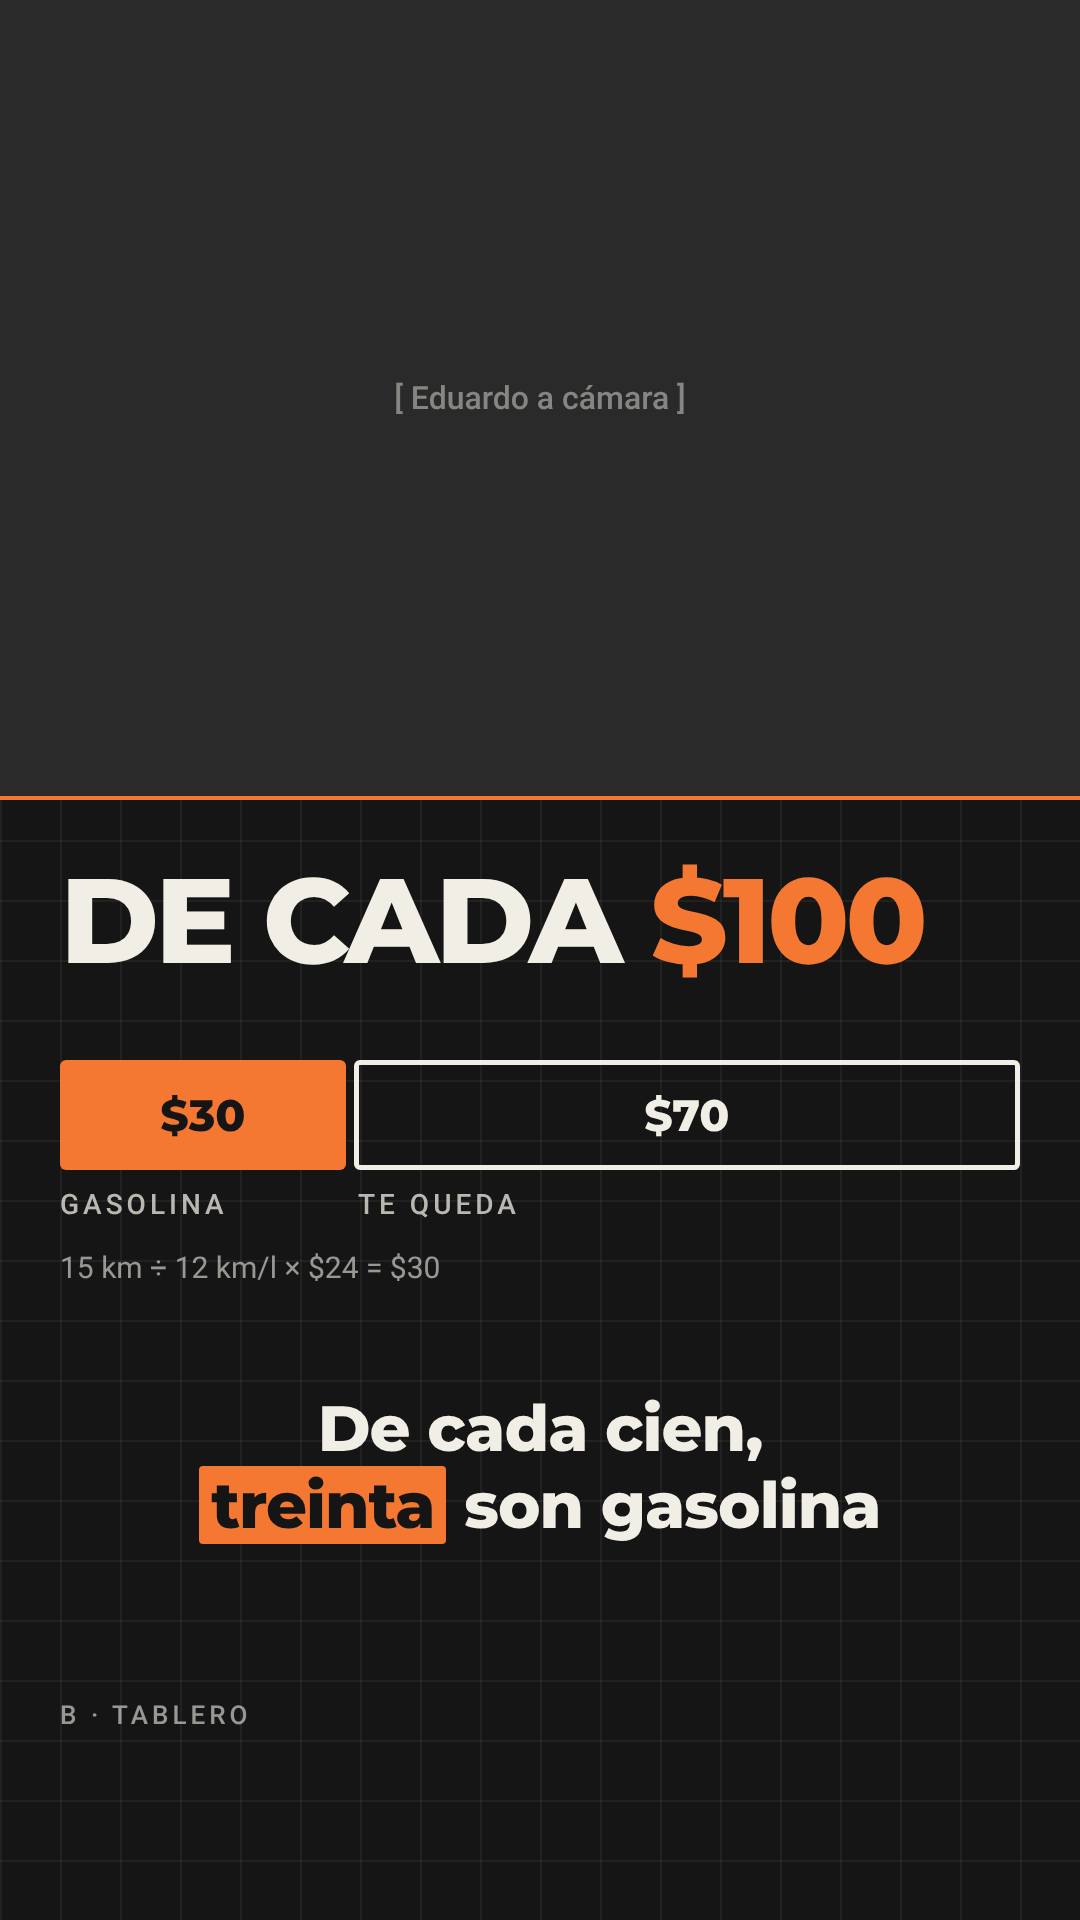 [ Eduardo a cámara ]
DE CADA $100
$30 $70
GASOLINA TE QUEDA
15 km ÷ 12 km/l × $24 = $30
De cada cien,
treinta son gasolina
B · TABLERO